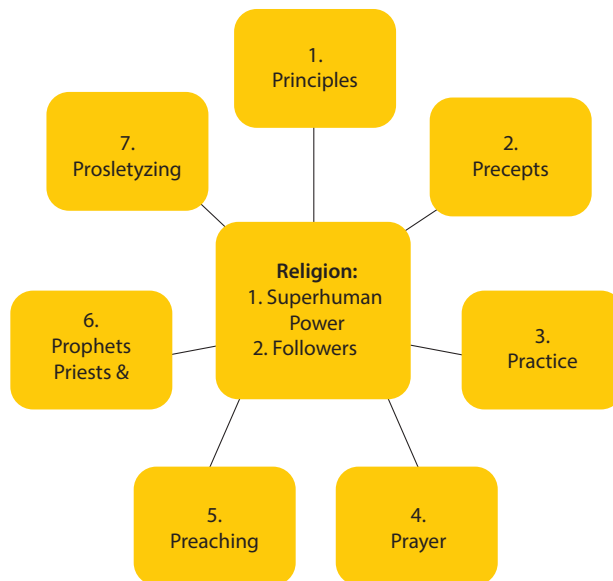 1.
Principles
2.
Precepts
3.
Practice
4.
Prayer
5.
Preaching
6.
Prophets
Priests &
7.
Prosletyzing
Religion:
1. Superhuman
Power
2. Followers